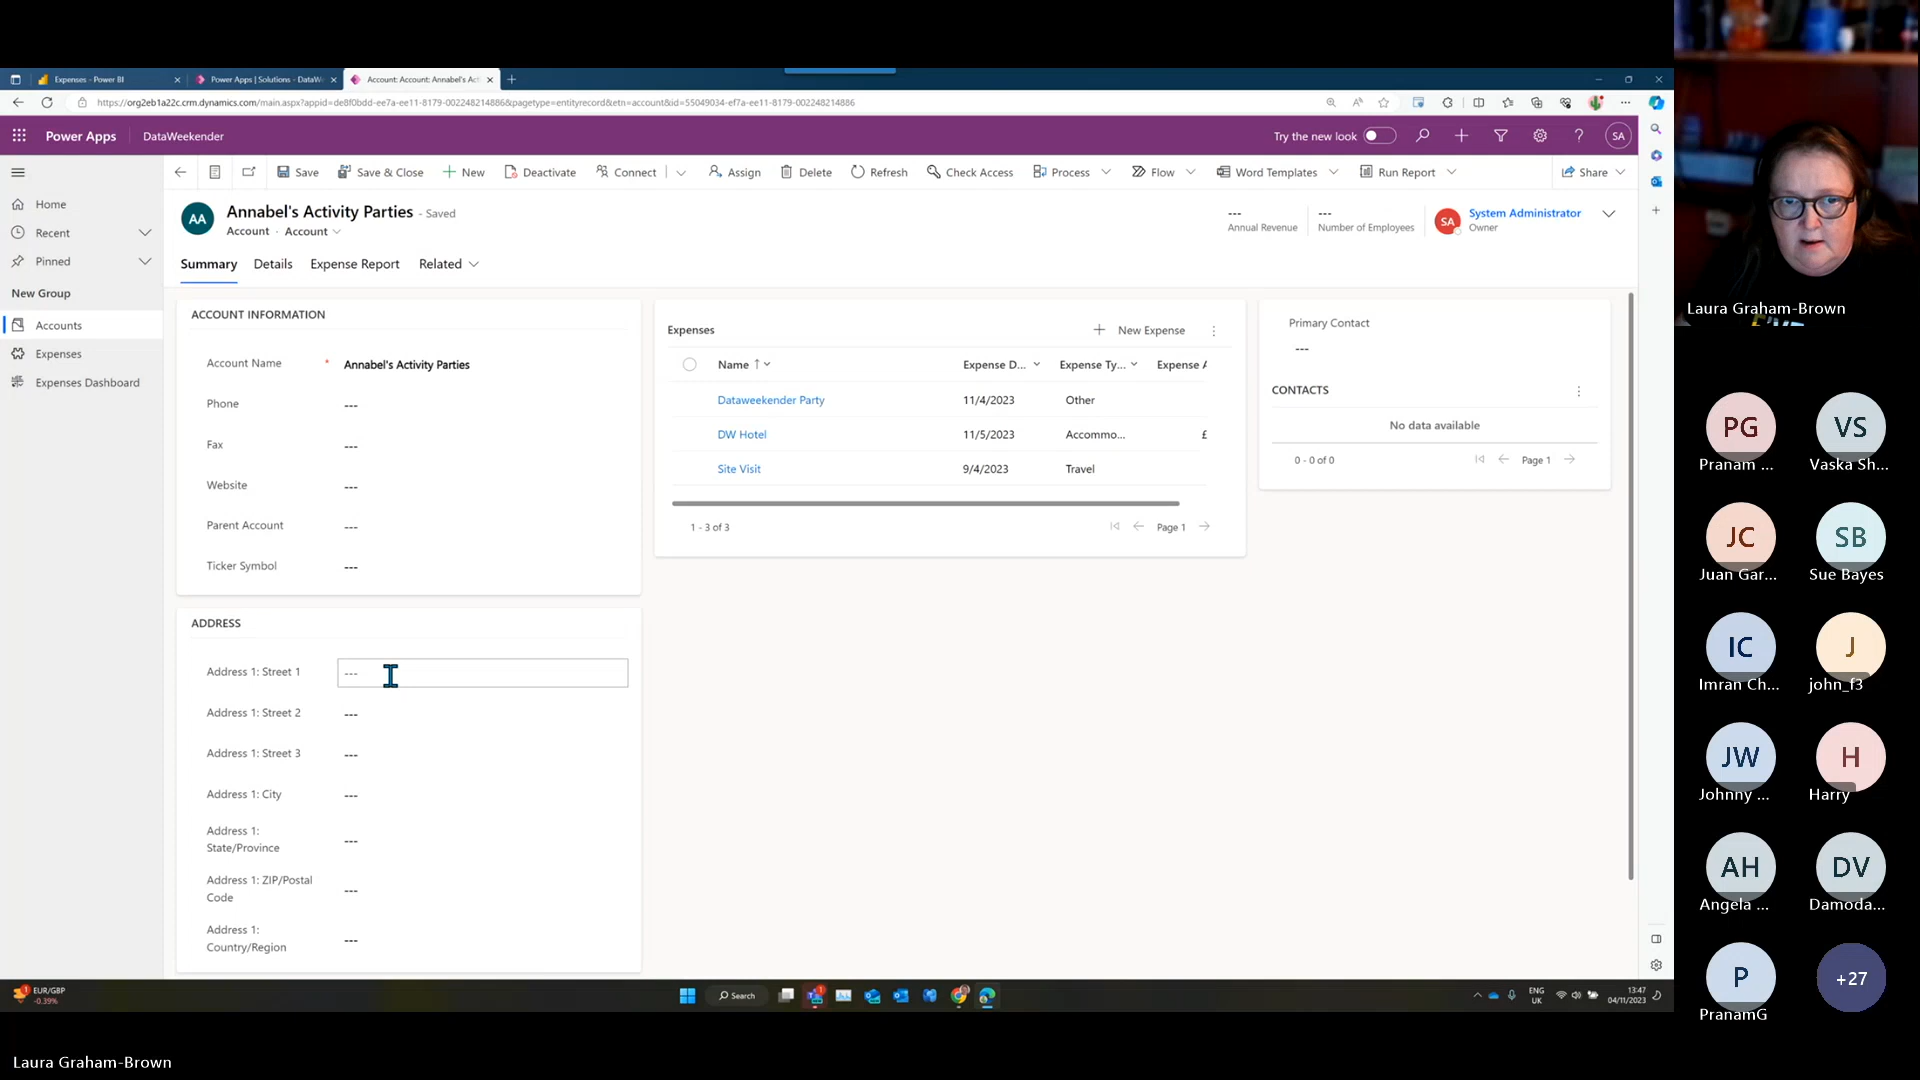 Expenses - Power BI
Power Apps | Solutions - DataWe
Account: Account: Annabel's Act
https://org2eb1a22c.crm.dynamics.com/main.aspx?appid=de8f0bdd-ee7a-ee11-8179-002248214886&pagetype=entityrecord&etn=account&id=55049034-ef7a-ee11-8179-002248214886
Power Apps
DataWeekender
Try the new look
SA
Save
Save & Close
New
Deactivate
Connect
Assign
Delete
Refresh
Check Access
Process
Flow
Word Templates
Run Report
Share
Home
Recent
Pinned
New Group
Accounts
Expenses
Expenses Dashboard
AA
Annabel's Activity Parties - Saved
Account · Account
---
Annual Revenue
---
Number of Employees
SA
System Administrator
Owner
Summary
Details
Expense Report
Related
ACCOUNT INFORMATION
Account Name * Annabel's Activity Parties
Phone ---
Fax ---
Website ---
Parent Account ---
Ticker Symbol ---
ADDRESS
Address 1: Street 1 ---
Address 1: Street 2 ---
Address 1: Street 3 ---
Address 1: City ---
Address 1:
State/Province ---
Address 1: ZIP/Postal
Code ---
Address 1:
Country/Region ---
Expenses
New Expense
Name Expense D... Expense Ty... Expense A
Dataweekender Party 11/4/2023 Other
DW Hotel 11/5/2023 Accommo... £
Site Visit 9/4/2023 Travel
1 - 3 of 3
Page 1
Primary Contact
---
CONTACTS
No data available
0 - 0 of 0
Page 1
EUR/GBP
-0.39%
Search
ENG
UK
13:47
04/11/2023
Laura Graham-Brown
PG
Pranam ...
VS
Vaska Sh...
JC
Juan Gar...
SB
Sue Bayes
IC
Imran Ch...
J
john_f3
JW
Johnny ...
H
Harry
AH
Angela ...
DV
Damoda...
P
PranamG
+27
Laura Graham-Brown